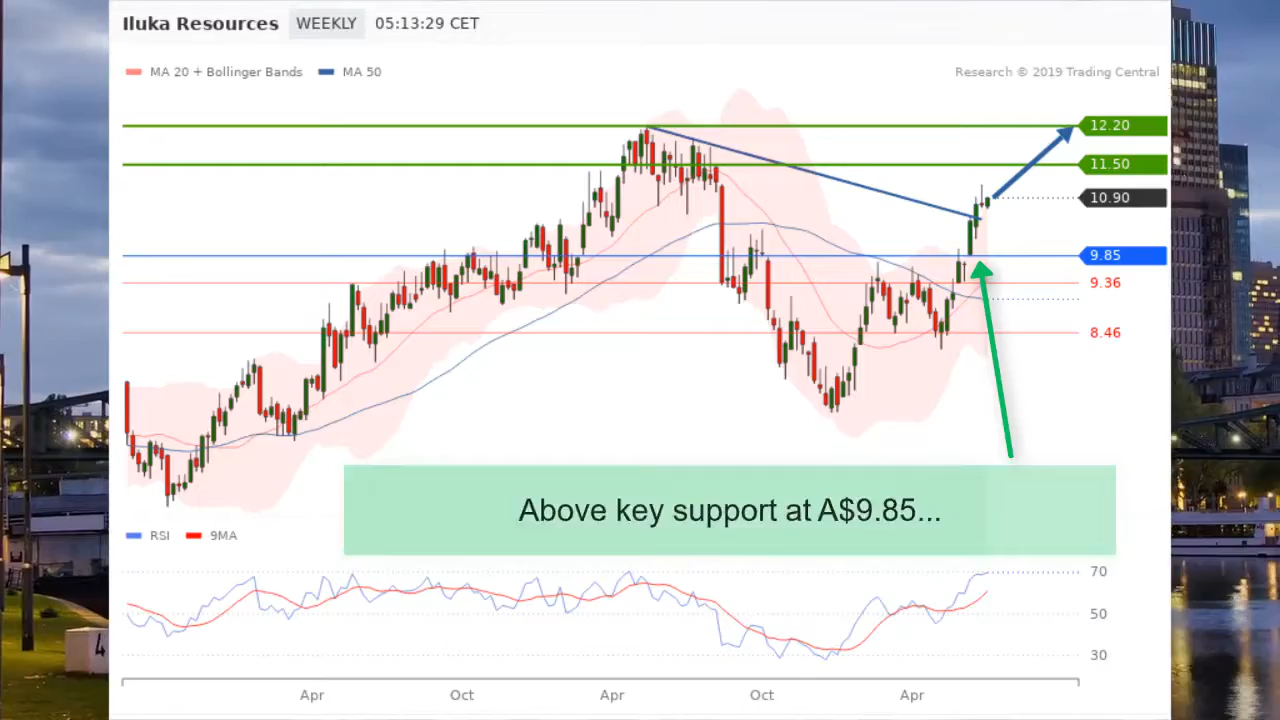 Iluka Resources WEEKLY 05:13:29 CET
MA 20 + Bollinger Bands MA 50
Research © 2019 Trading Central
12.20
11.50
10.90
9.85
9.36
8.46
Above key support at A$9.85...
RSI 9MA
70
50
30
Apr Oct Apr Oct Apr
4